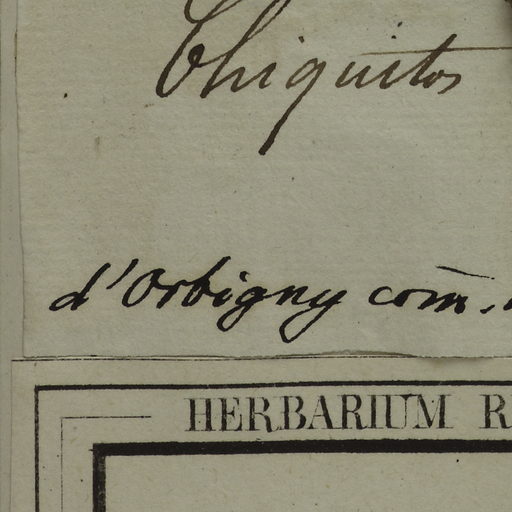 Chiquitos
d'Orbigny com̄.
HERBARIUM R